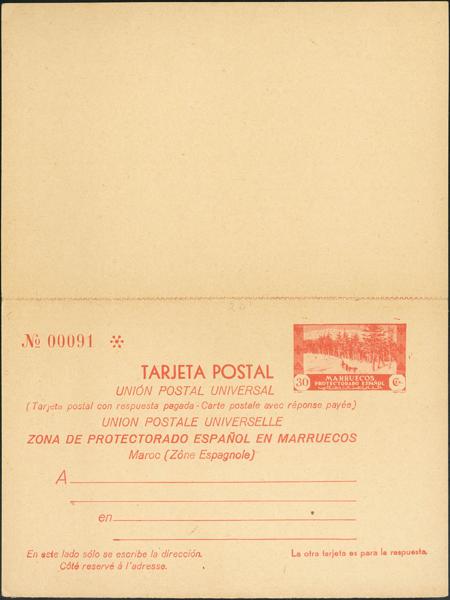 Nº 00091 ✻
MARRUECOS
PROTECTORADO ESPAÑOL
30 Cs.
TARJETA POSTAL
UNIÓN POSTAL UNIVERSAL
(Tarjeta postal con respuesta pagada - Carte postale avec réponse payée)
UNION POSTALE UNIVERSELLE
ZONA DE PROTECTORADO ESPAÑOL EN MARRUECOS
Maroc (Zône Espagnole)
A
en
En este lado sólo se escribe la dirección.
Côté reservé à l'adresse.
La otra tarjeta es para la respuesta.